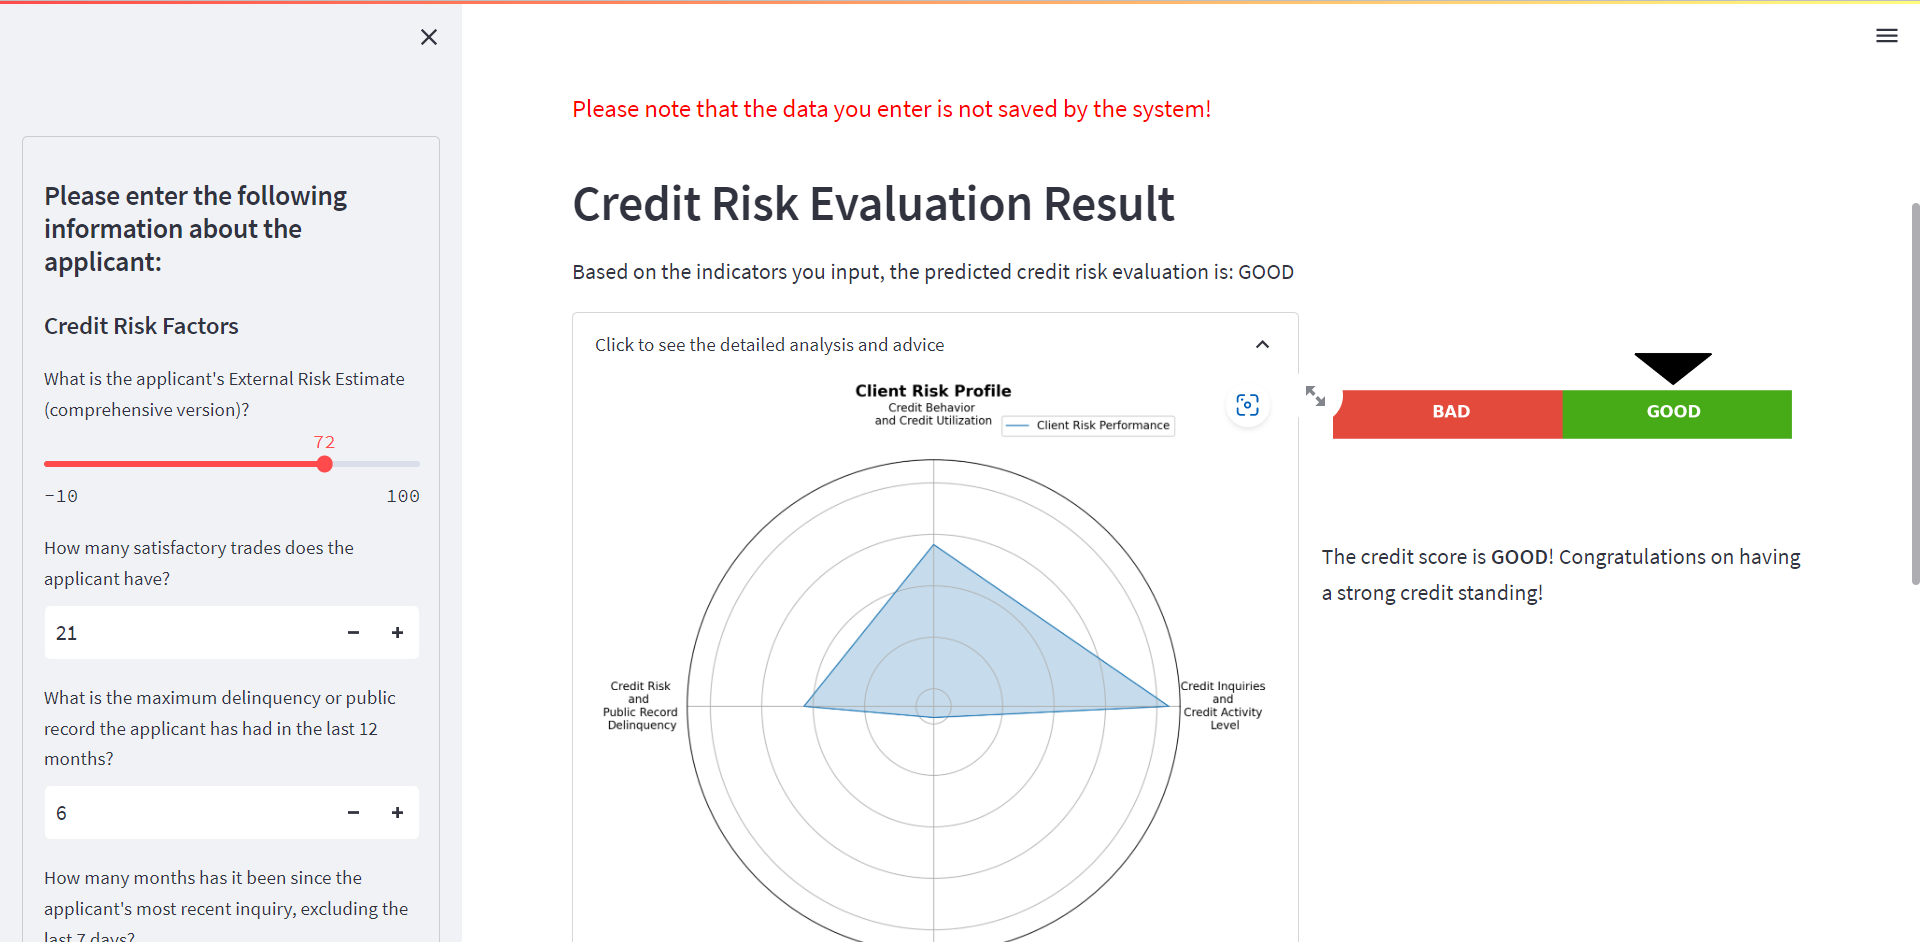 Please enter the following
information about the
applicant:
Credit Risk Factors
What is the applicant's External Risk Estimate
(comprehensive version)?
72
-10
100
How many satisfactory trades does the
applicant have?
21
What is the maximum delinquency or public
record the applicant has had in the last 12
months?
6
How many months has it been since the
applicant's most recent inquiry, excluding the
last 7 days?
Please note that the data you enter is not saved by the system!
Credit Risk Evaluation Result
Based on the indicators you input, the predicted credit risk evaluation is: GOOD
Click to see the detailed analysis and advice
Client Risk Profile
Credit Behavior
and Credit Utilization
Client Risk Performance
Credit Risk
and
Public Record
Delinquency
Credit Inquiries
and
Credit Activity
Level
BAD
GOOD
The credit score is GOOD! Congratulations on having
a strong credit standing!